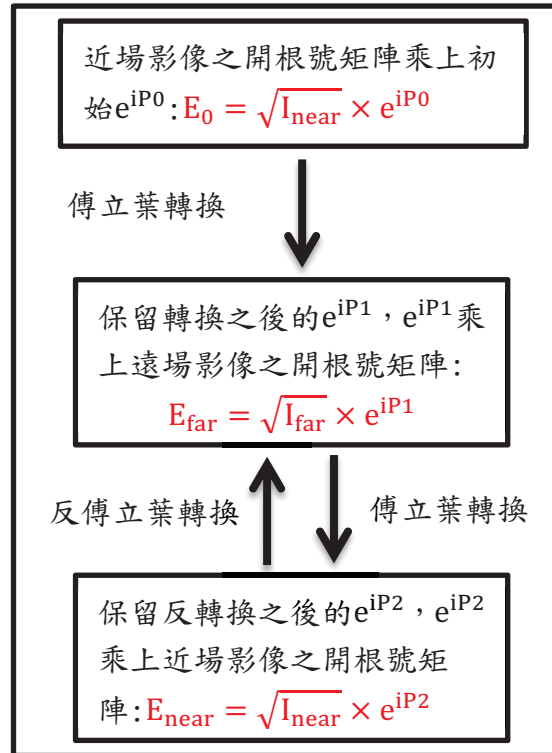 近場影像之開根號矩陣乘上初
始e^{iP0}:E_0 = √I_near × e^{iP0}
傅立葉轉換
保留轉換之後的e^{iP1}，e^{iP1}乘
上遠場影像之開根號矩陣:
E_far = √I_far × e^{iP1}
反傅立葉轉換
傅立葉轉換
保留反轉換之後的e^{iP2}，e^{iP2}
乘上近場影像之開根號矩
陣:E_near = √I_near × e^{iP2}